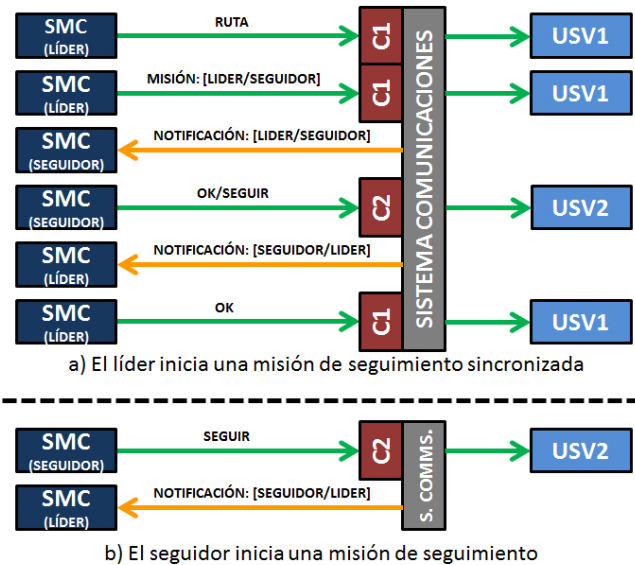 SMC
(LÍDER)
RUTA
C1
USV1
SMC
(LÍDER)
MISIÓN: [LIDER/SEGUIDOR]
C1
USV1
SMC
(SEGUIDOR)
NOTIFICACIÓN: [LIDER/SEGUIDOR]
SMC
(SEGUIDOR)
OK/SEGUIR
C2
USV2
SMC
(LÍDER)
NOTIFICACIÓN: [SEGUIDOR/LIDER]
SMC
(LÍDER)
OK
C1
USV1
SISTEMA COMUNICACIONES
a) El líder inicia una misión de seguimiento sincronizada
SMC
(SEGUIDOR)
SEGUIR
C2
USV2
SMC
(LÍDER)
NOTIFICACIÓN: [SEGUIDOR/LIDER]
S. COMMS.
b) El seguidor inicia una misión de seguimiento